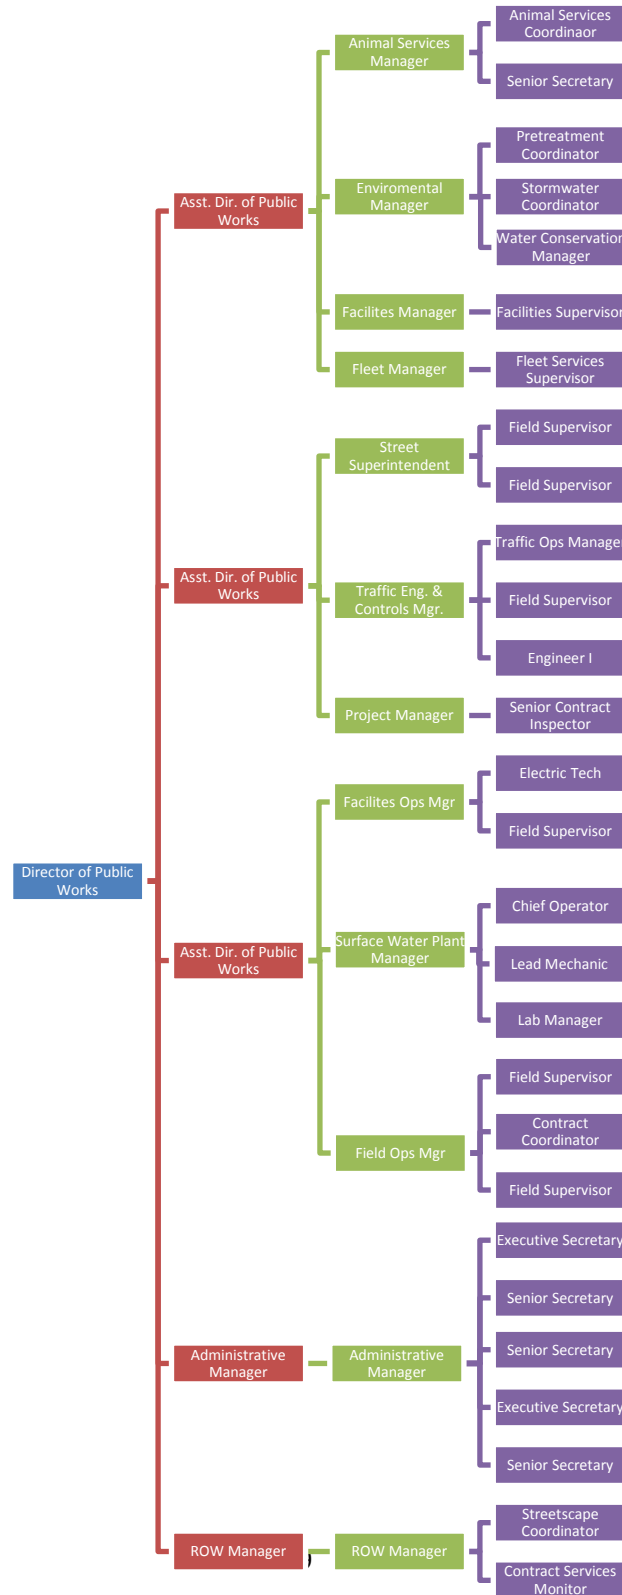 Animal Services
Coordinaor
Animal Services
Manager
Senior Secretary
Pretreatment
Coordinator
Asst. Dir. of Public
Works
Enviromental
Manager
Stormwater
Coordinator
Water Conservation
Manager
Facilites Manager
Facilities Supervisor
Fleet Manager
Fleet Services
Supervisor
Field Supervisor
Street
Superintendent
Field Supervisor
Traffic Ops Manager
Asst. Dir. of Public
Works
Traffic Eng. &
Controls Mgr.
Field Supervisor
Engineer I
Project Manager
Senior Contract
Inspector
Electric Tech
Facilites Ops Mgr
Field Supervisor
Director of Public
Works
Chief Operator
Asst. Dir. of Public
Works
Surface Water Plant
Manager
Lead Mechanic
Lab Manager
Field Supervisor
Contract
Coordinator
Field Ops Mgr
Field Supervisor
Executive Secretary
Senior Secretary
Administrative
Manager
Administrative
Manager
Senior Secretary
Executive Secretary
Senior Secretary
Streetscape
Coordinator
ROW Manager
ROW Manager
Contract Services
Monitor